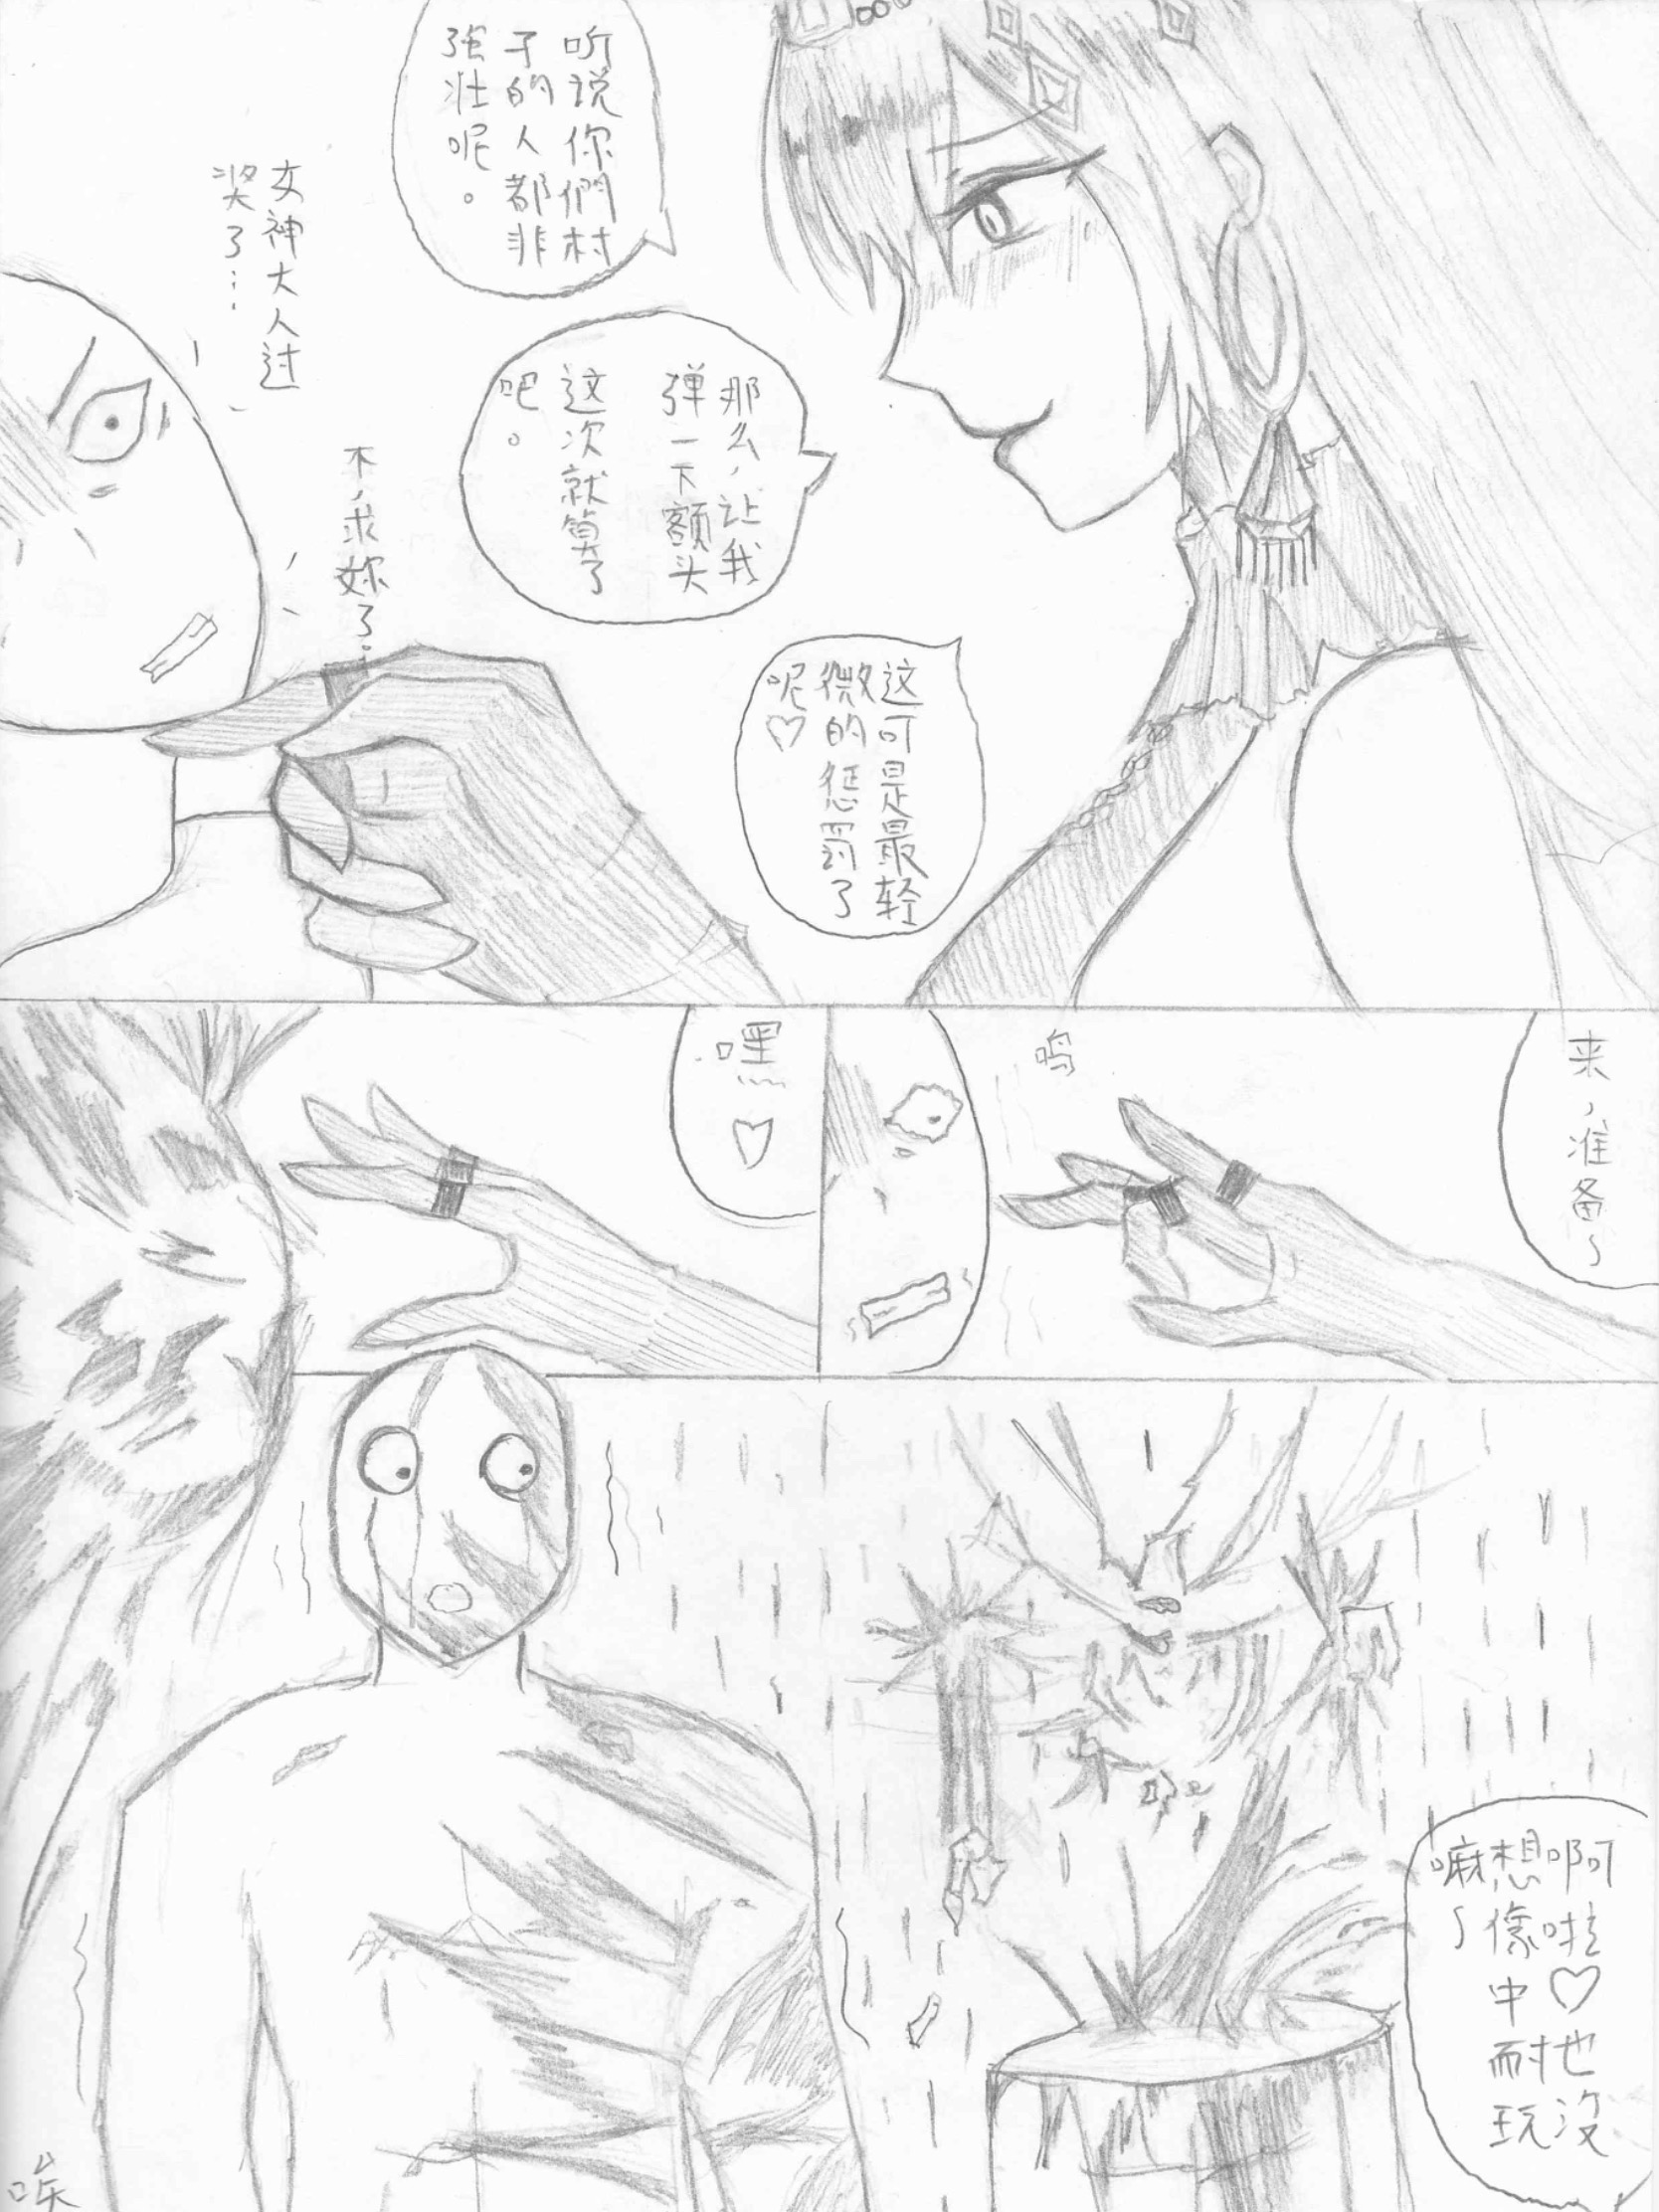 听说你們村
子的人都非
强壮呢。
女神大人过
奖了…
那么，让我
弹一下额头
这次就算了
吧。
不，求妳了…
这可是最轻
微的惩罚了
呢♡
来，准备～
呜
嘿♡
啊啦♡也没
想像中耐玩
嘛～
唉